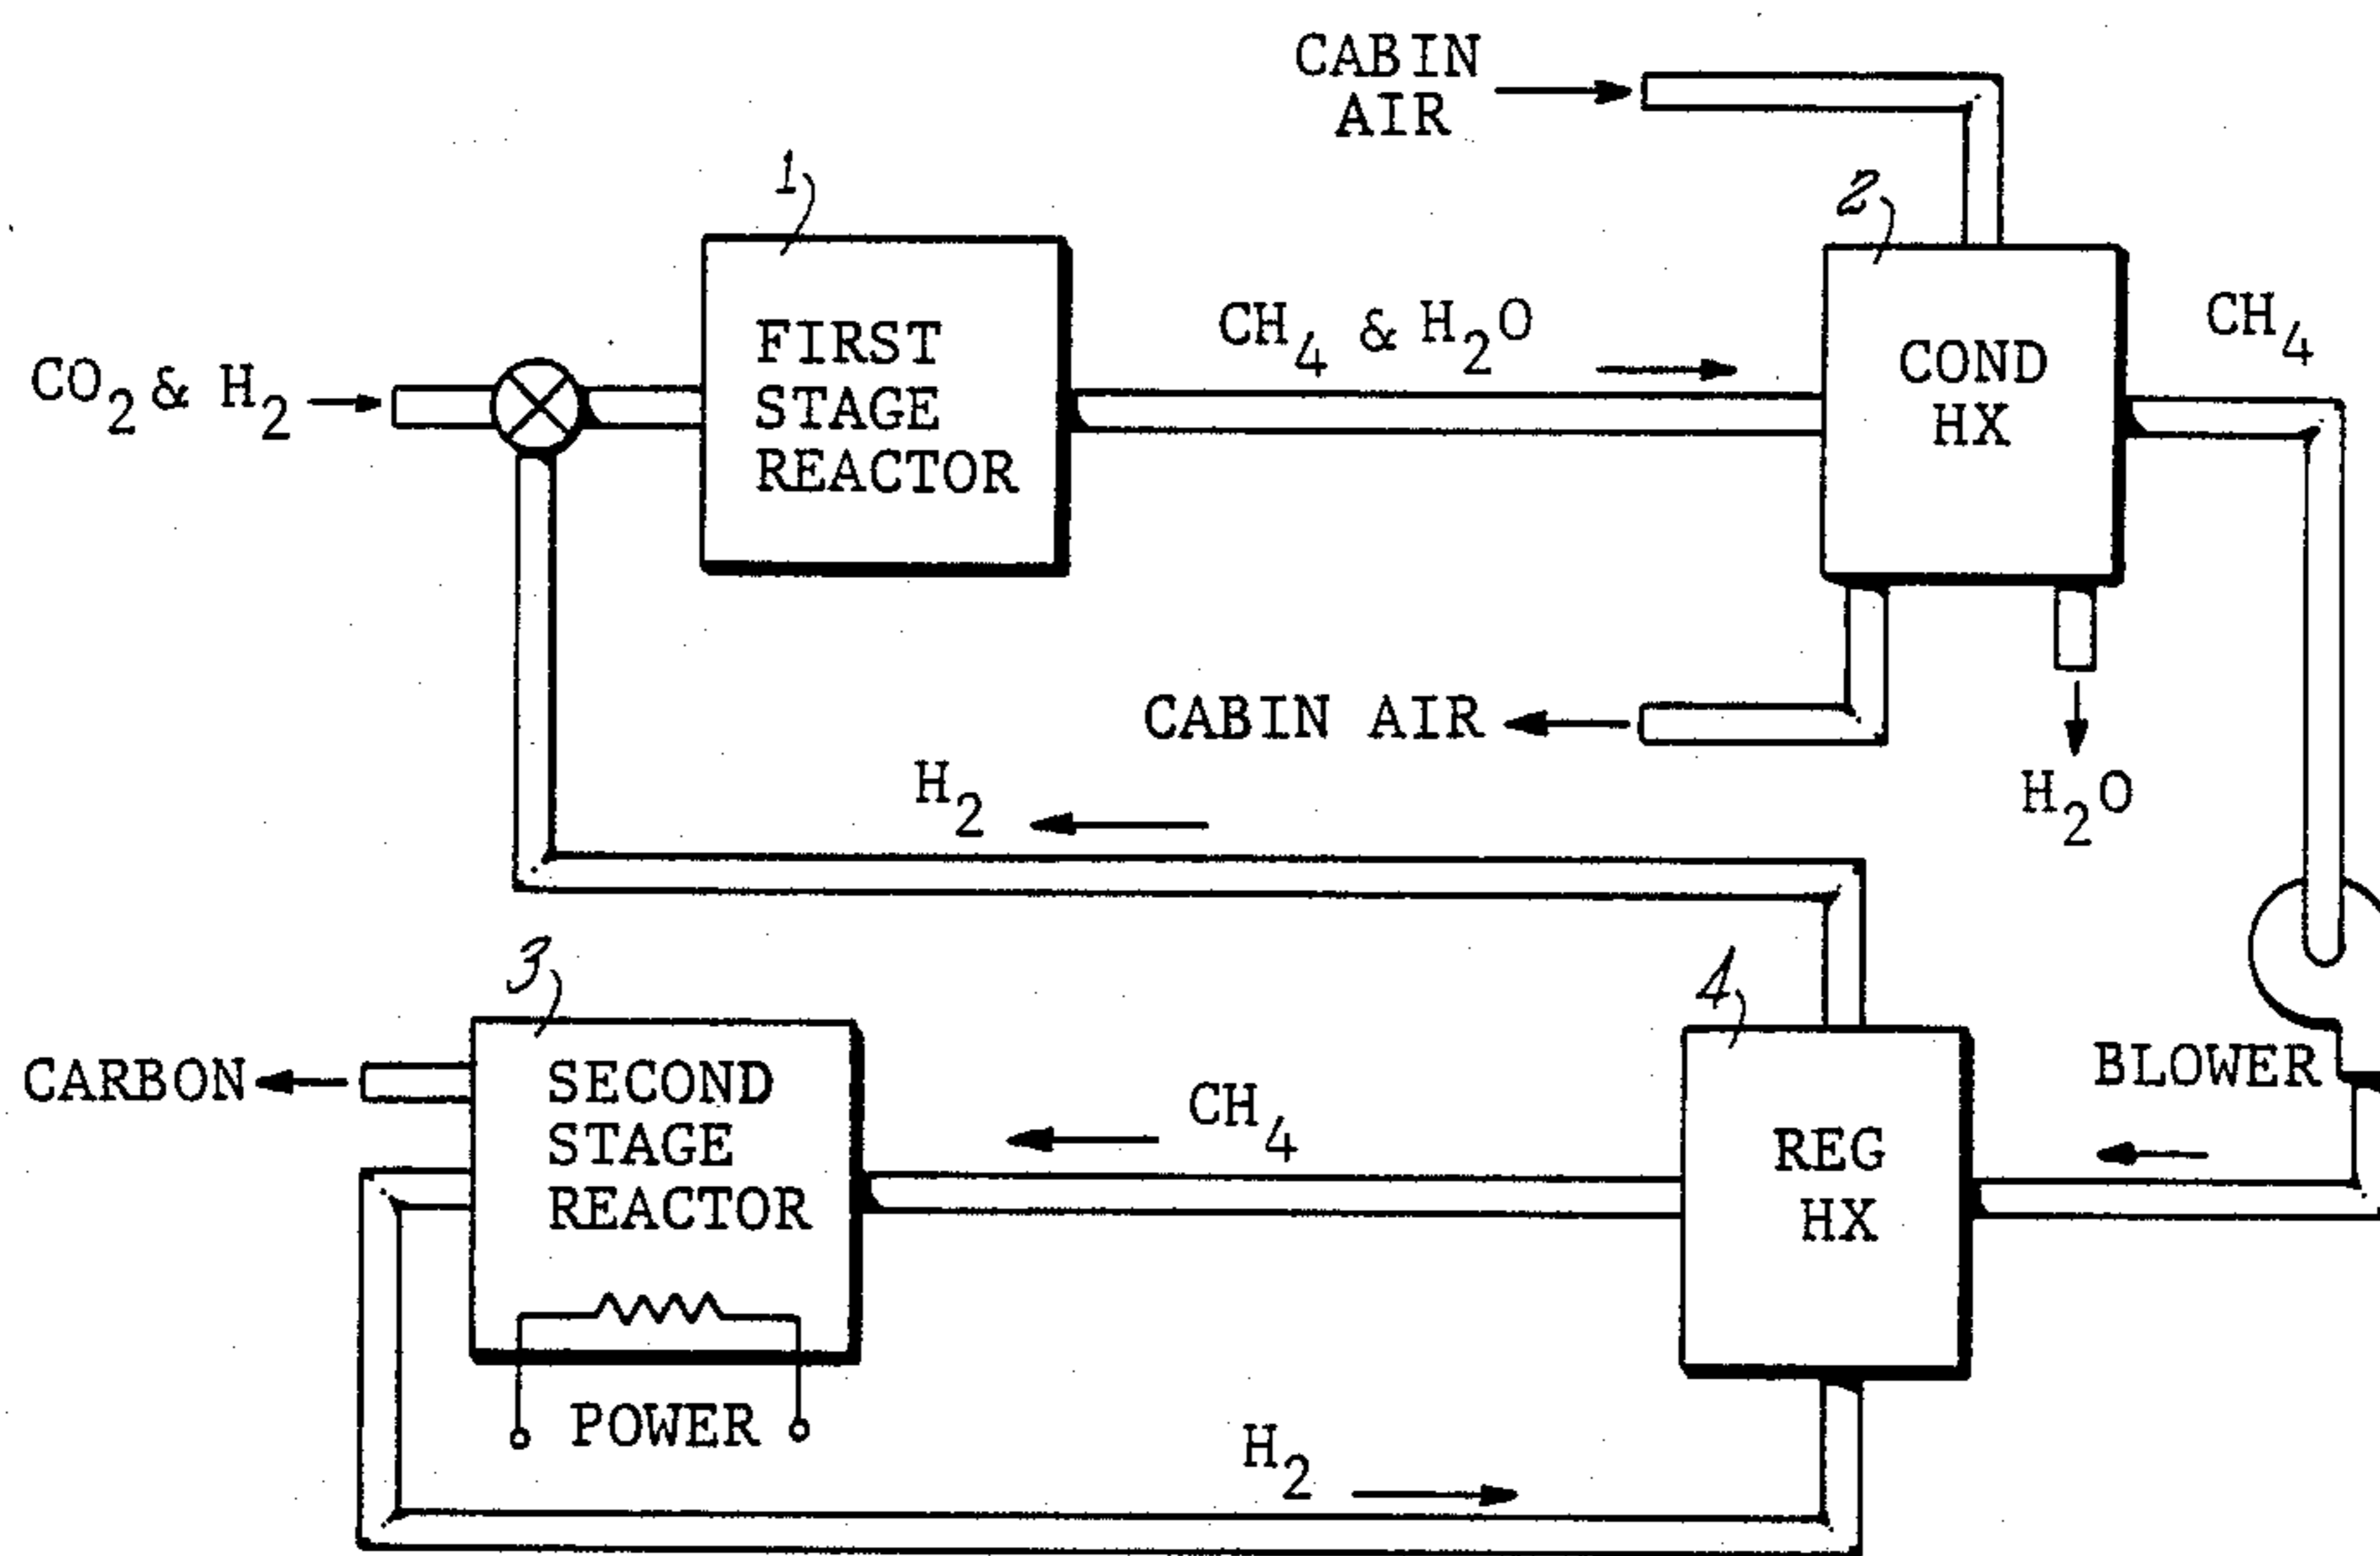 CABIN
AIR
1
2
CO2 & H2
FIRST
STAGE
REACTOR
CH4 & H2O
COND
HX
CH4
CABIN AIR
H2O
H2
3
4
CARBON
SECOND
STAGE
REACTOR
CH4
REG
HX
BLOWER
POWER
H2